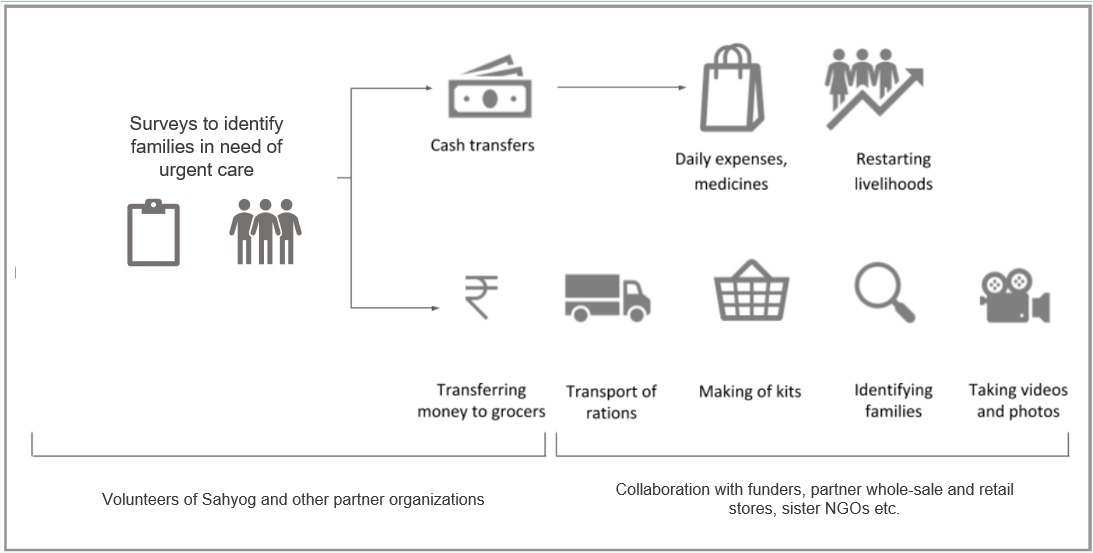 Surveys to identify
families in need of
urgent care
Cash transfers
Daily expenses,
medicines
Restarting
livelihoods
₹
Transferring
money to grocers
Transport of
rations
Making of kits
Identifying
families
Taking videos
and photos
Volunteers of Sahyog and other partner organizations
Collaboration with funders, partner whole-sale and retail
stores, sister NGOs etc.